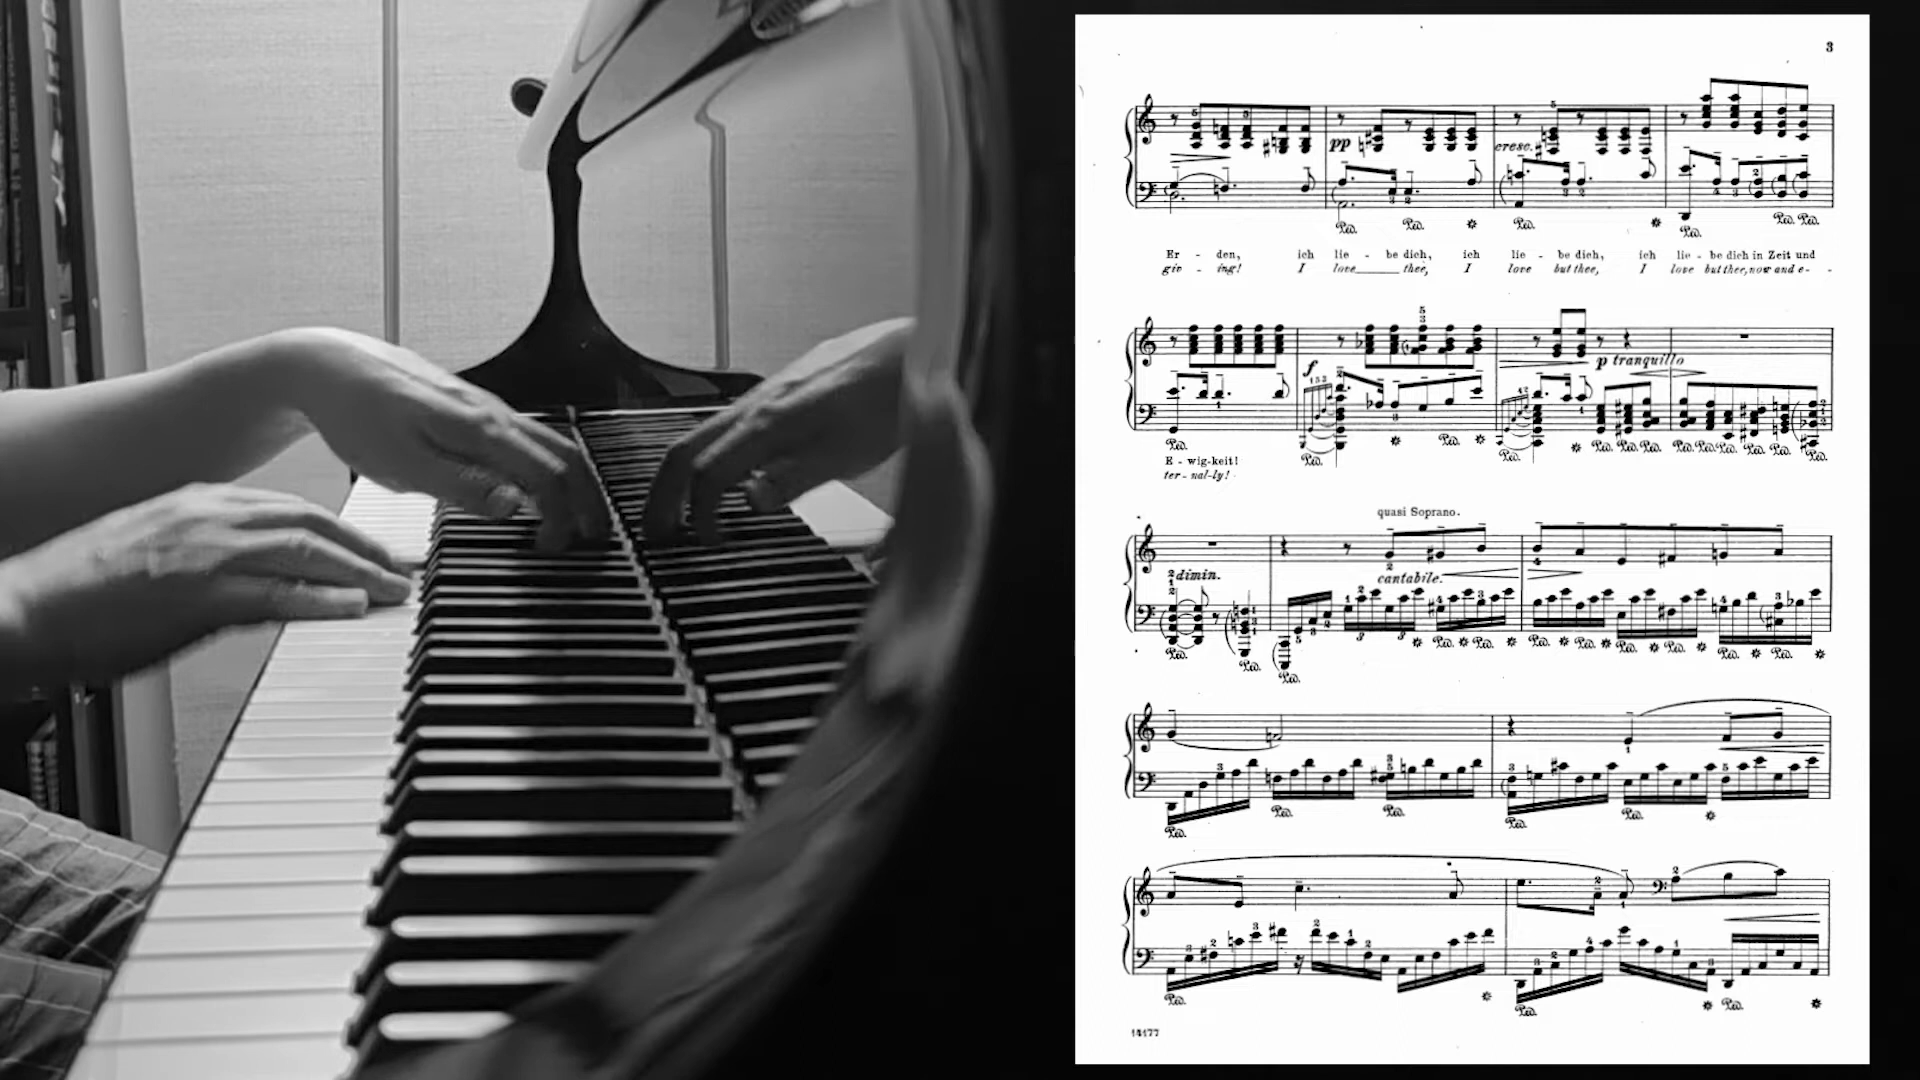 3
pp
cresc.
Er - den, ich lie - be dich, ich lie - be dich, ich lie - be dich in Zeit und
giv - ing! I love thee, I love but thee, I love but thee, now and e -
f
p tranquillo
E - wig-keit!
ter - nal-ly!
quasi Soprano.
dimin.
cantabile.
14177